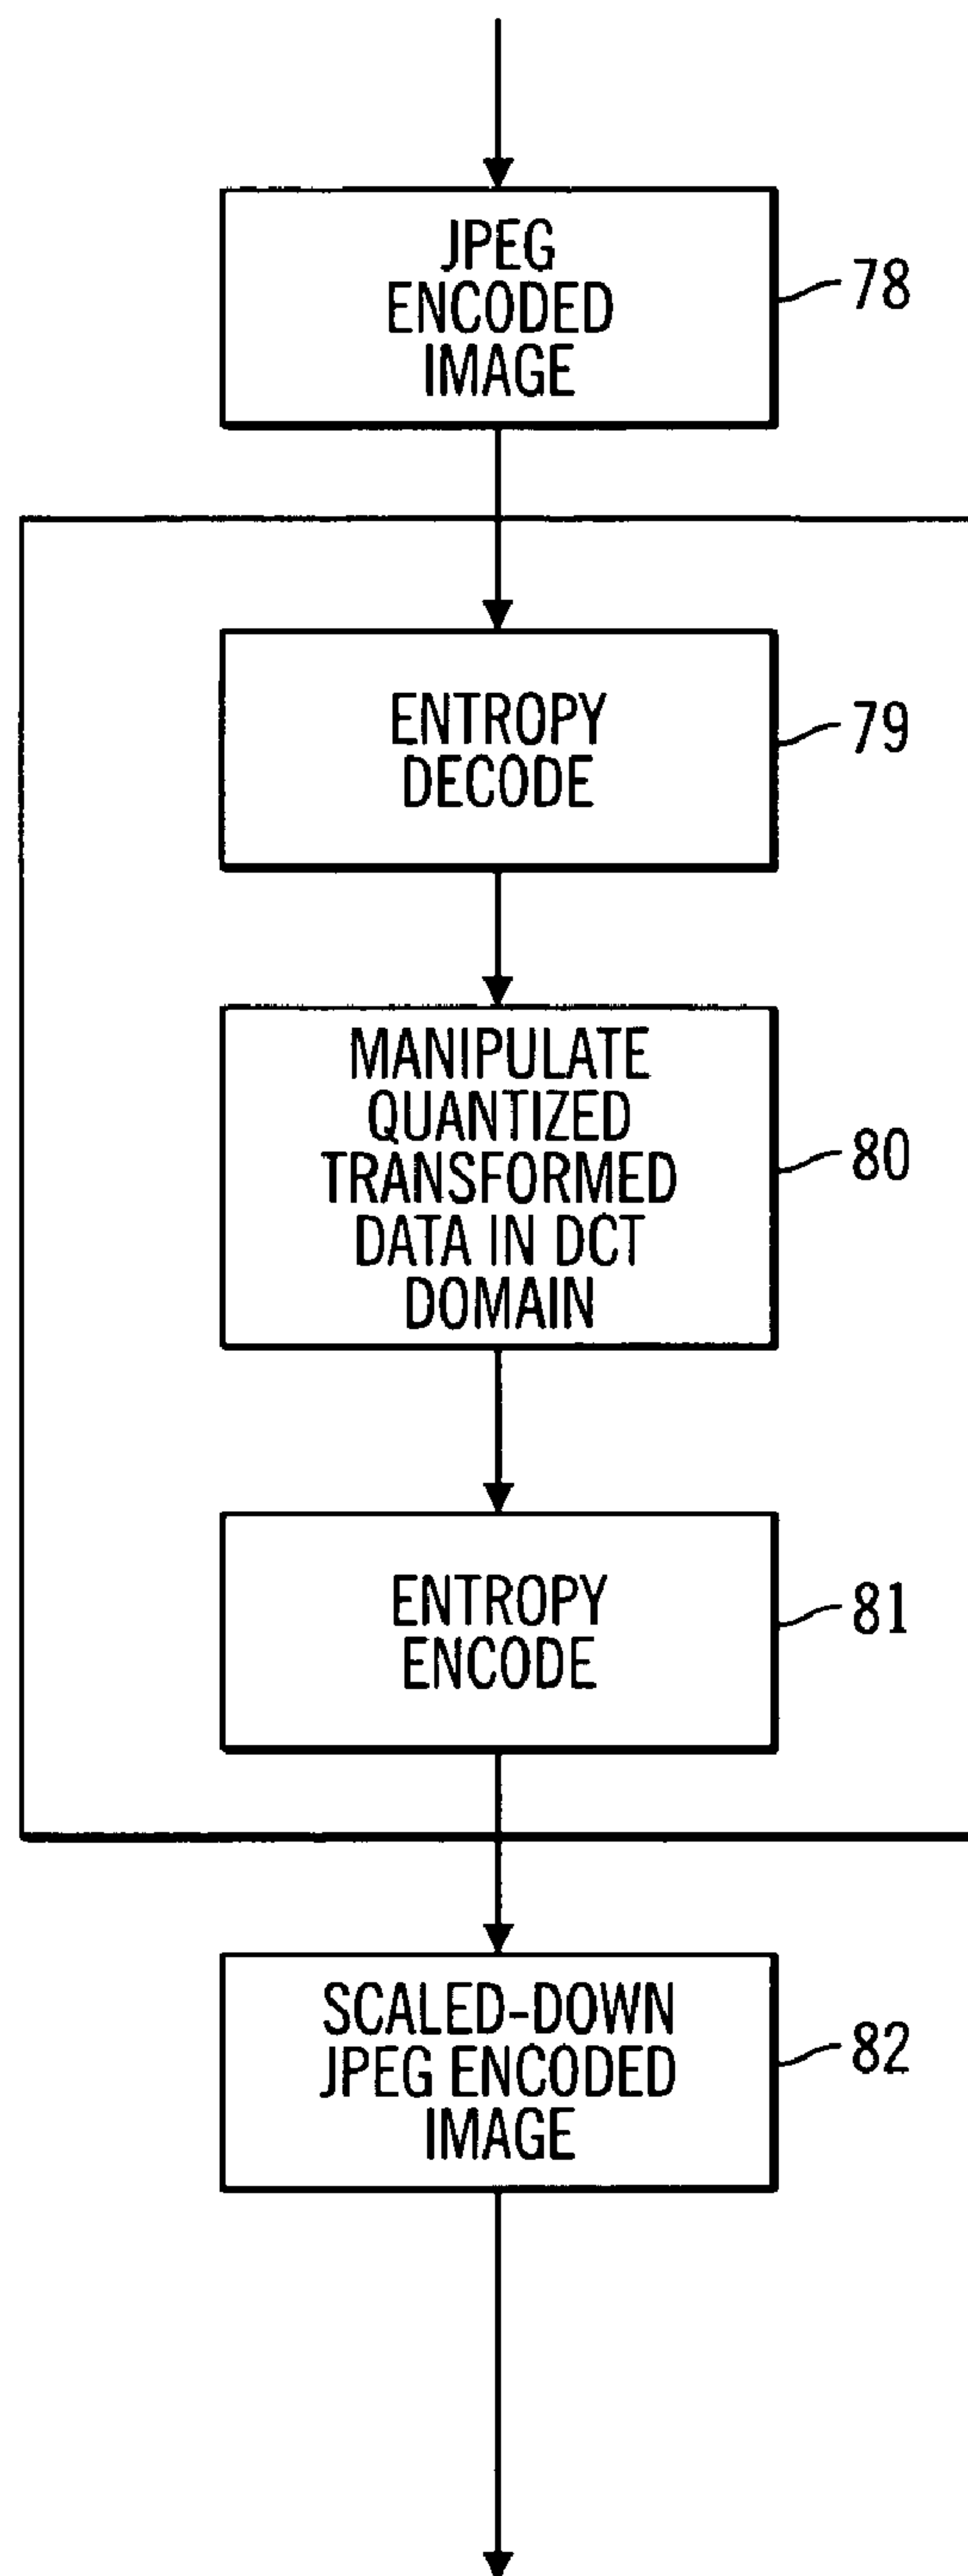 JPEG
ENCODED
IMAGE
78
ENTROPY
DECODE
79
MANIPULATE
QUANTIZED
TRANSFORMED
DATA IN DCT
DOMAIN
80
ENTROPY
ENCODE
81
SCALED-DOWN
JPEG ENCODED
IMAGE
82